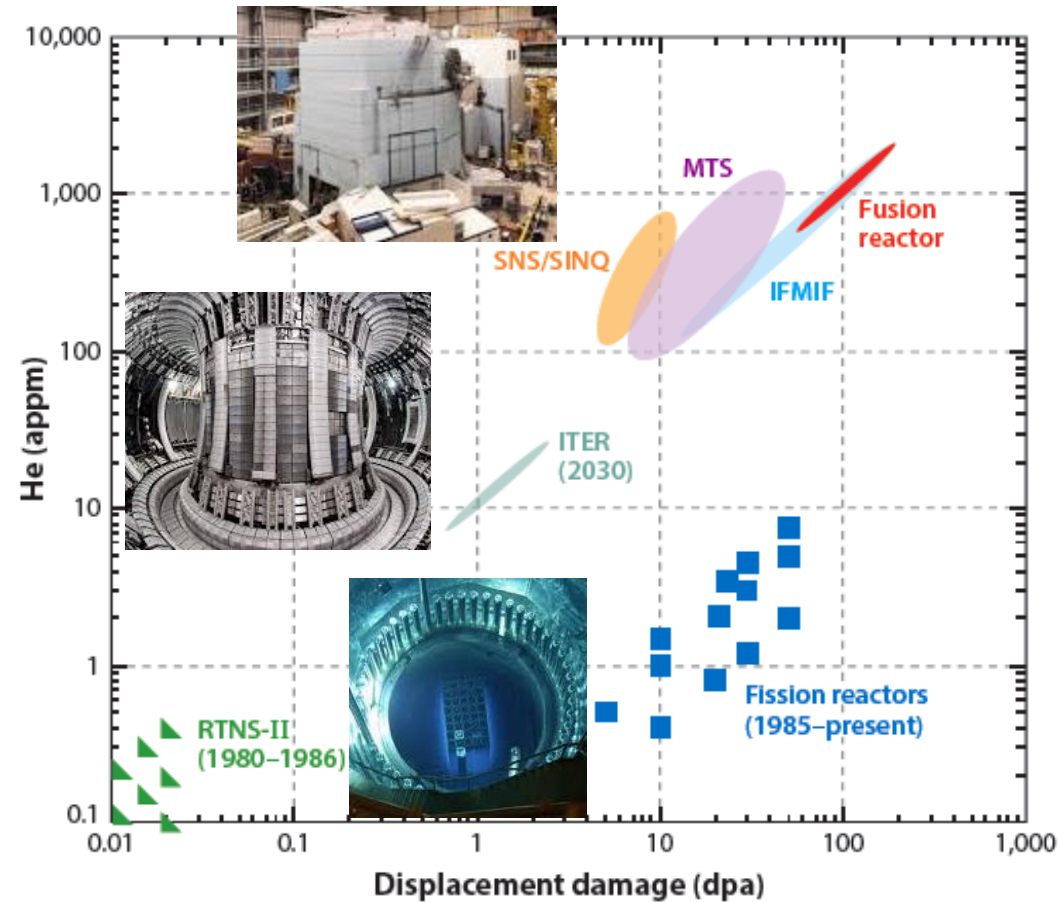 10,000
1,000
100
10
1
0.1
He (appm)
MTS
Fusion
reactor
SNS/SINQ
IFMIF
ITER
(2030)
Fission reactors
(1985–present)
RTNS-II
(1980–1986)
0.01
0.1
1
10
100
1,000
Displacement damage (dpa)